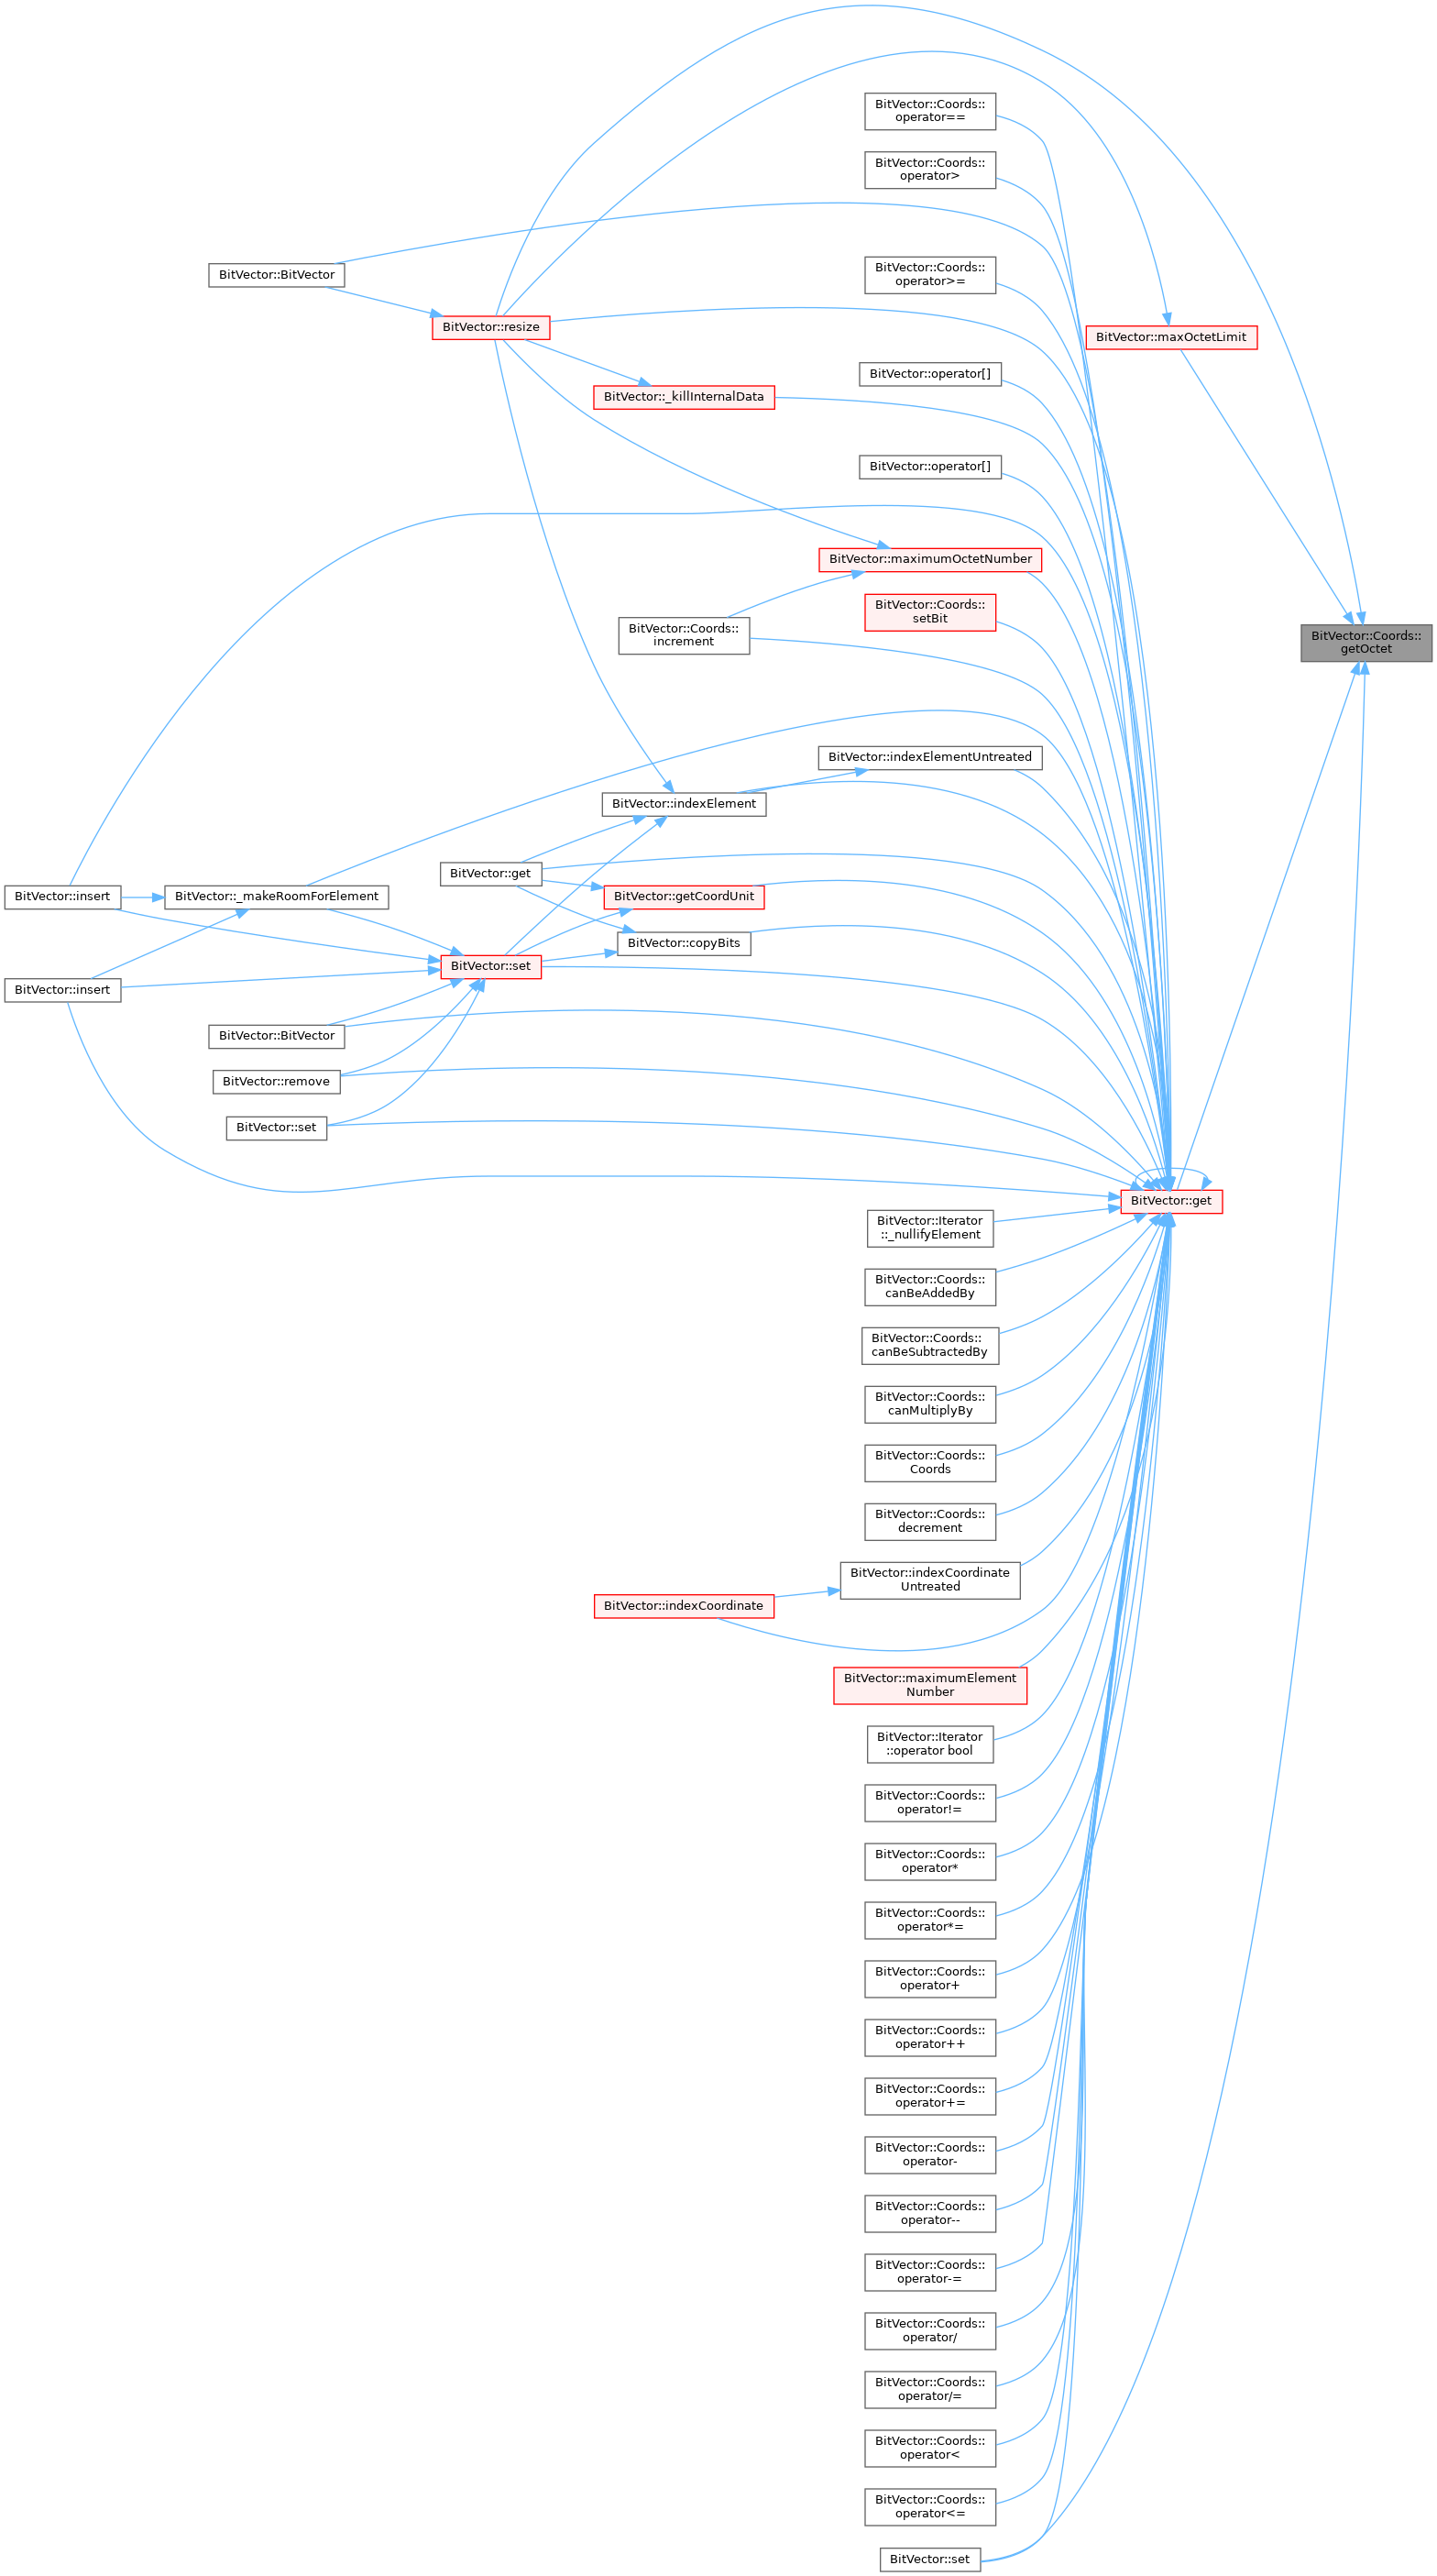 BitVector::Coords::
operator==
BitVector::Coords::
operator>
BitVector::BitVector
BitVector::Coords::
operator>=
BitVector::resize
BitVector::maxOctetLimit
BitVector::operator[]
BitVector::_killInternalData
BitVector::operator[]
BitVector::maximumOctetNumber
BitVector::Coords::
setBit
BitVector::Coords::
increment
BitVector::Coords::
getOctet
BitVector::indexElementUntreated
BitVector::indexElement
BitVector::get
BitVector::insert
BitVector::_makeRoomForElement
BitVector::getCoordUnit
BitVector::copyBits
BitVector::set
BitVector::insert
BitVector::BitVector
BitVector::remove
BitVector::set
BitVector::get
BitVector::Iterator
::_nullifyElement
BitVector::Coords::
canBeAddedBy
BitVector::Coords::
canBeSubtractedBy
BitVector::Coords::
canMultiplyBy
BitVector::Coords::
Coords
BitVector::Coords::
decrement
BitVector::indexCoordinate
Untreated
BitVector::indexCoordinate
BitVector::maximumElement
Number
BitVector::Iterator
::operator bool
BitVector::Coords::
operator!=
BitVector::Coords::
operator*
BitVector::Coords::
operator*=
BitVector::Coords::
operator+
BitVector::Coords::
operator++
BitVector::Coords::
operator+=
BitVector::Coords::
operator-
BitVector::Coords::
operator--
BitVector::Coords::
operator-=
BitVector::Coords::
operator/
BitVector::Coords::
operator/=
BitVector::Coords::
operator<
BitVector::Coords::
operator<=
BitVector::set